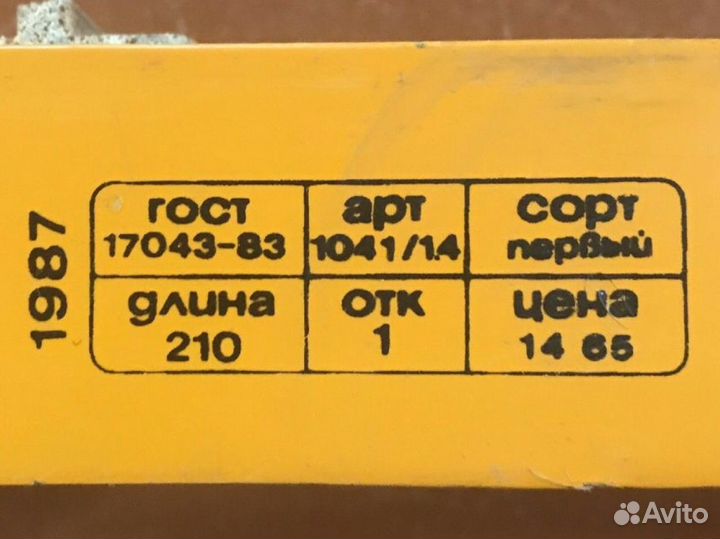 1987
гост
17043-83
арт
1041/1.4
сорт
первый
длина
210
отк
1
цена
14 65
Avito